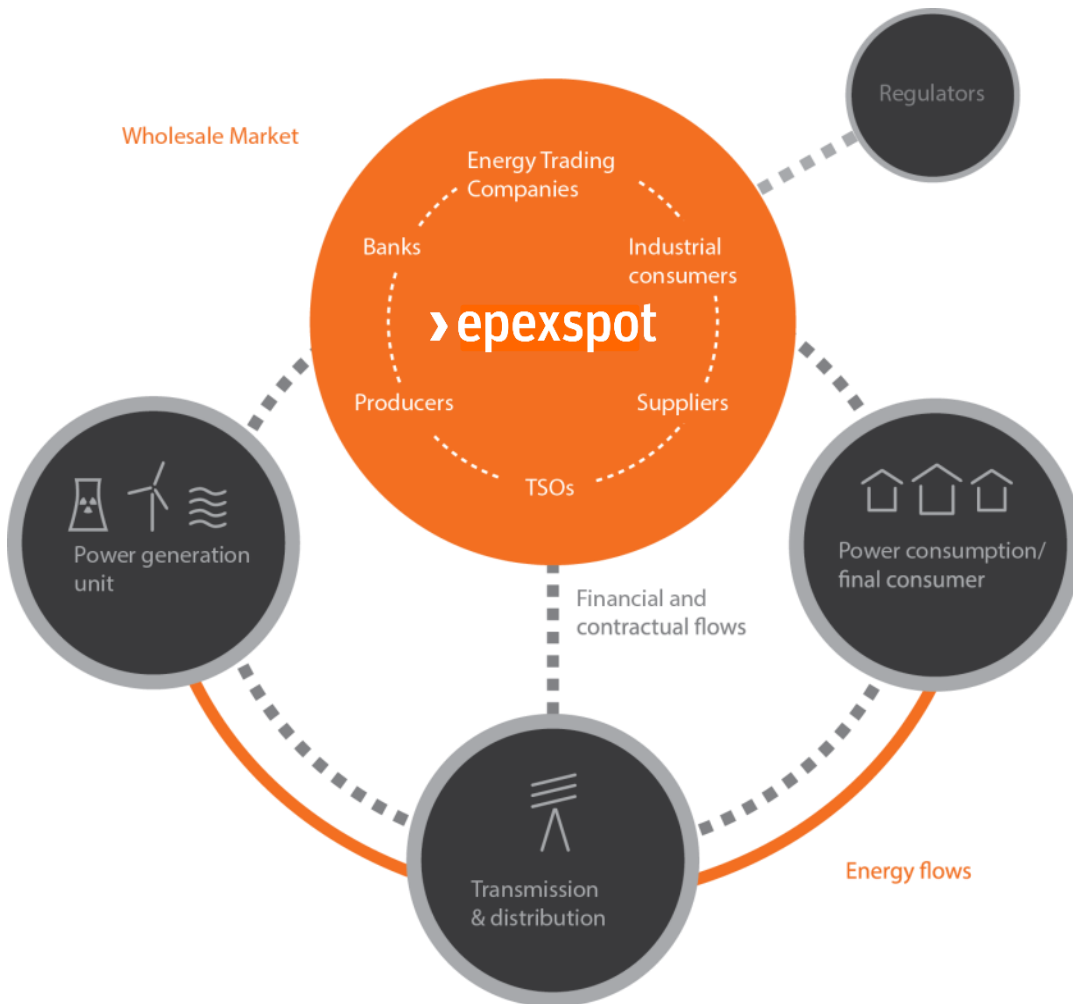 Regulators
Wholesale Market
Energy Trading
Companies
Banks
Industrial
consumers
epexspot
Producers
Suppliers
TSOs
Power generation
unit
Power consumption/
final consumer
Financial and
contractual flows
Transmission
& distribution
Energy flows